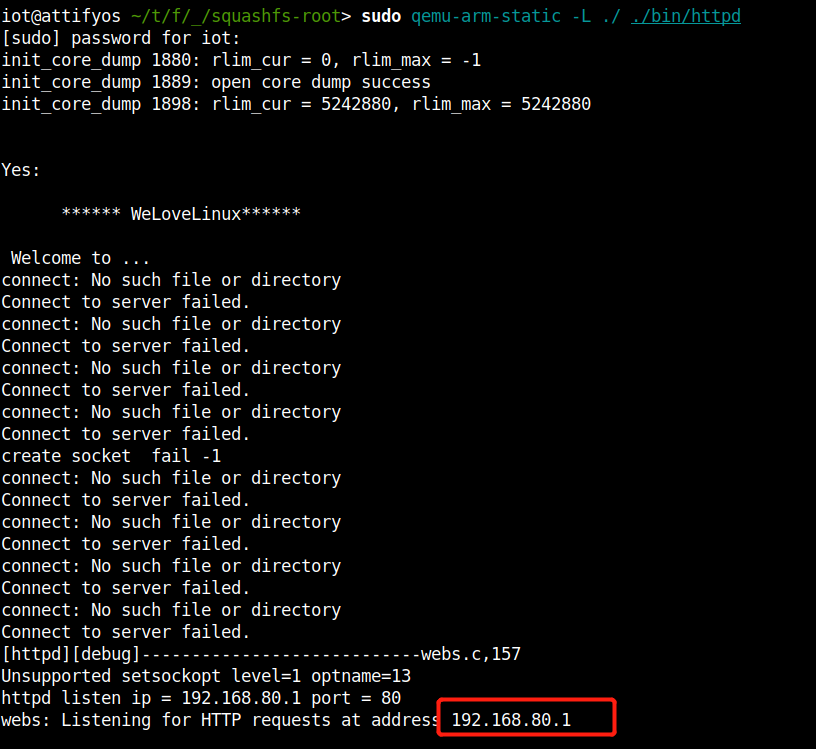 iot@attifyos ~/t/f/_/squashfs-root> sudo qemu-arm-static -L ./ ./bin/httpd
[sudo] password for iot:
init_core_dump 1880: rlim_cur = 0, rlim_max = -1
init_core_dump 1889: open core dump success
init_core_dump 1898: rlim_cur = 5242880, rlim_max = 5242880
Yes:
****** WeLoveLinux******
Welcome to ...
connect: No such file or directory
Connect to server failed.
connect: No such file or directory
Connect to server failed.
connect: No such file or directory
Connect to server failed.
connect: No such file or directory
Connect to server failed.
create socket  fail -1
connect: No such file or directory
Connect to server failed.
connect: No such file or directory
Connect to server failed.
connect: No such file or directory
Connect to server failed.
connect: No such file or directory
Connect to server failed.
[httpd][debug]----------------------------webs.c,157
Unsupported setsockopt level=1 optname=13
httpd listen ip = 192.168.80.1 port = 80
webs: Listening for HTTP requests at address 192.168.80.1